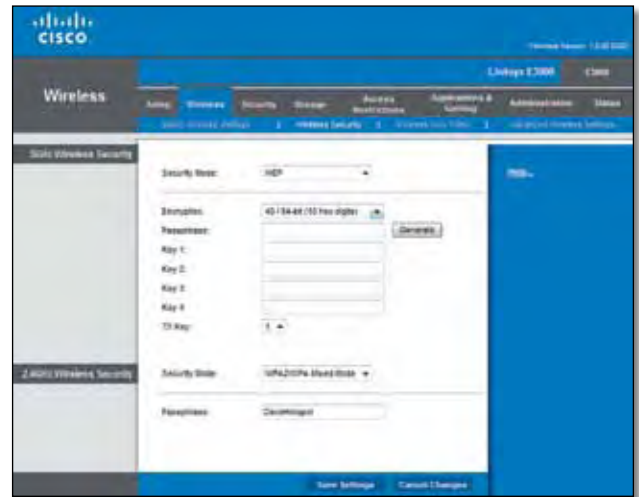 CISCO
Linksys E3000
Wireless
Setup Wireless Security Storage Access Restrictions Applications & Gaming Administration Status
Wireless Security
5GHz Wireless Security
Security Mode: WEP
Encryption: 40 / 64-bit (10 hex digits)
Passphrase: Generate
Key 1:
Key 2:
Key 3:
Key 4:
TX Key: 1
2.4GHz Wireless Security
Security Mode: WPA2/WPA Mixed Mode
Passphrase:
Save Settings Cancel Changes